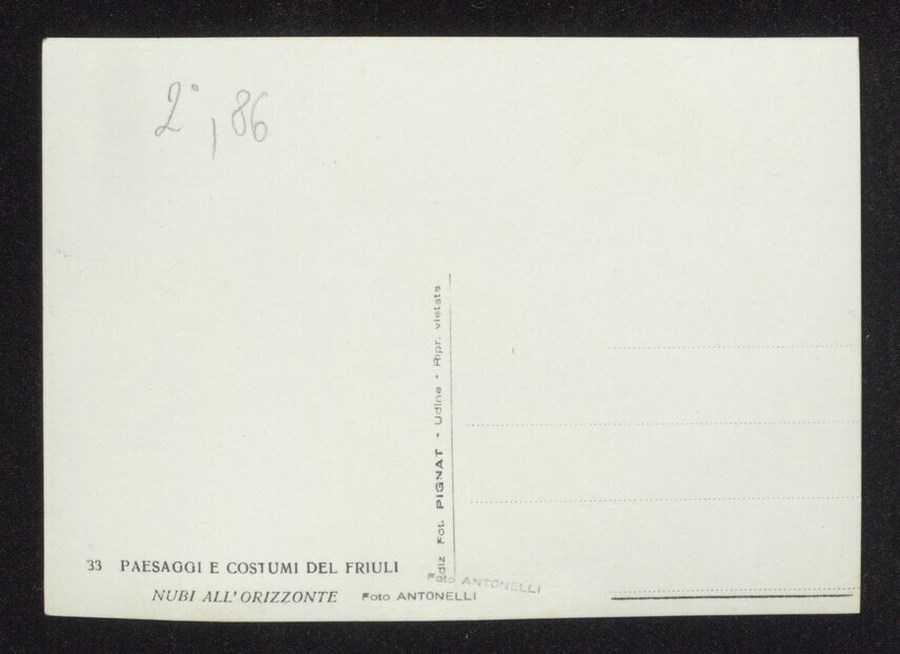 2°, 86
33 PAESAGGI E COSTUMI DEL FRIULI
NUBI ALL'ORIZZONTE Foto ANTONELLI
diz Fot. PIGNAT - Udine - Ripr. vietata
Foto ANTONELLI